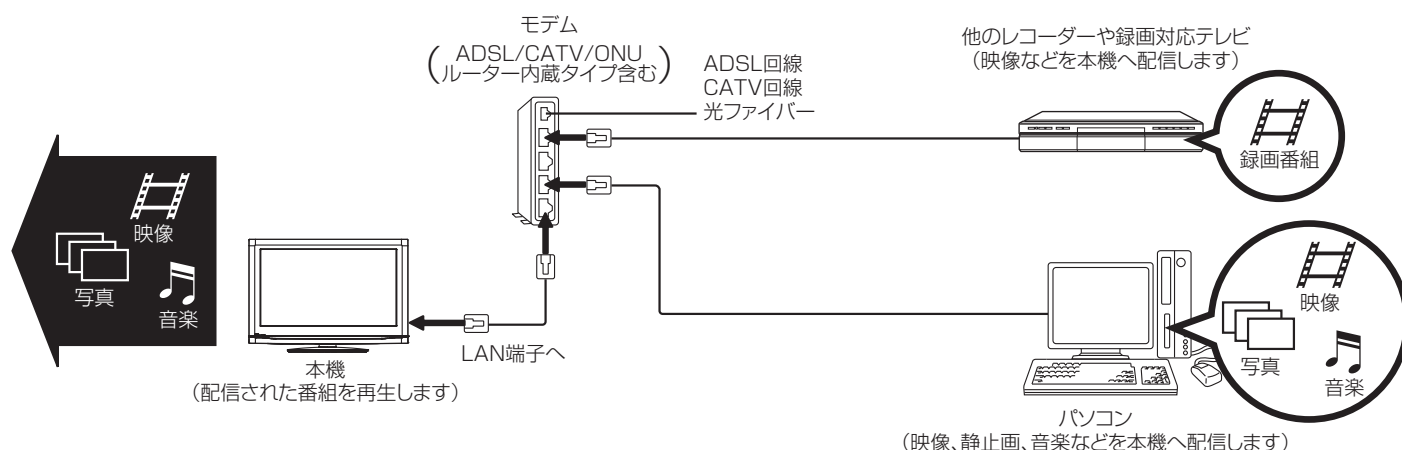 モデム
(ADSL/CATV/ONU
ルーター内蔵タイプ含む)
ADSL回線
CATV回線
光ファイバー
他のレコーダーや録画対応テレビ
(映像などを本機へ配信します)
録画番組
映像
写真
音楽
本機
(配信された番組を再生します)
LAN端子へ
映像
写真
音楽
パソコン
(映像、静止画、音楽などを本機へ配信します)